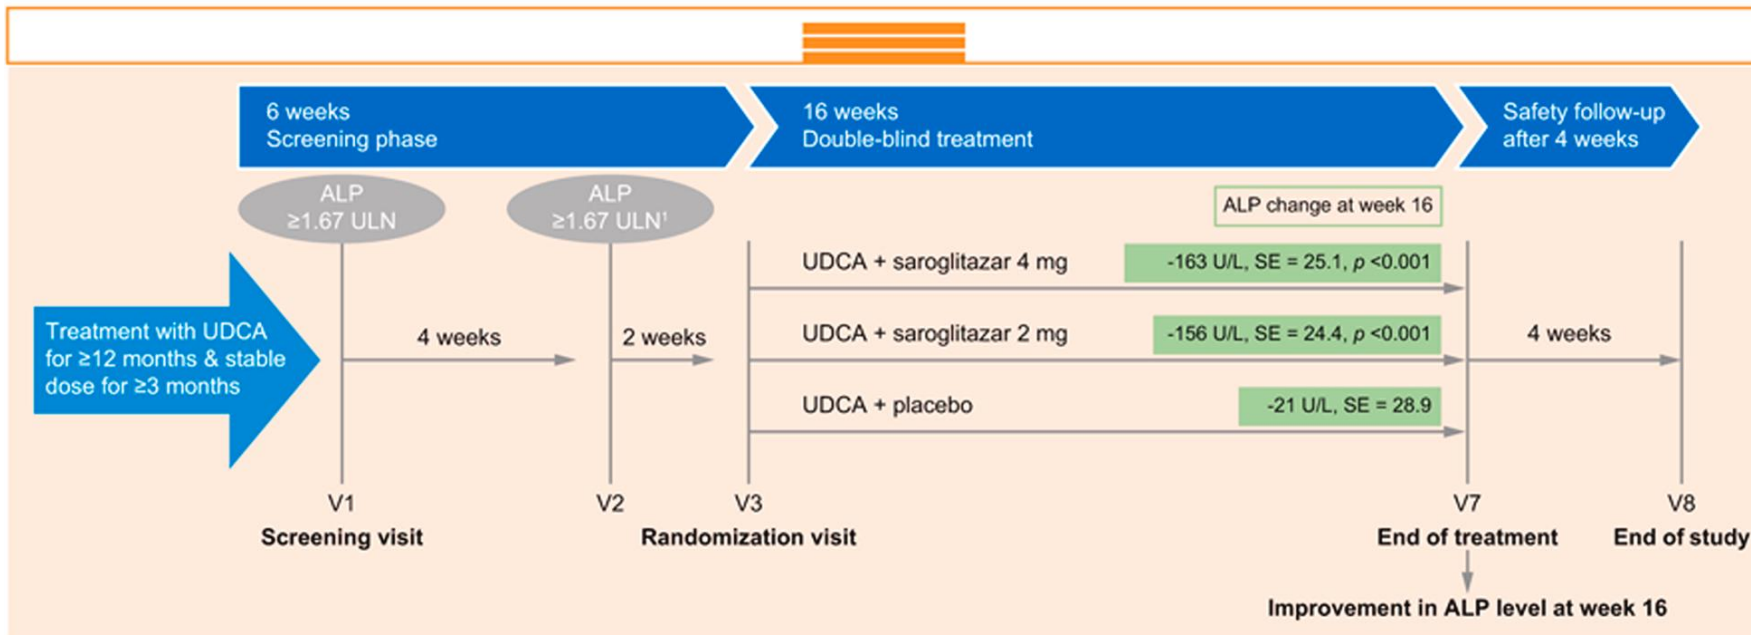 6 weeks
Screening phase
16 weeks
Double-blind treatment
Safety follow-up
after 4 weeks
ALP
≥1.67 ULN
ALP
≥1.67 ULN¹
ALP change at week 16
UDCA + saroglitazar 4 mg
-163 U/L, SE = 25.1, p <0.001
Treatment with UDCA
for ≥12 months & stable
dose for ≥3 months
4 weeks
2 weeks
UDCA + saroglitazar 2 mg
-156 U/L, SE = 24.4, p <0.001
4 weeks
UDCA + placebo
-21 U/L, SE = 28.9
V1
Screening visit
V2
V3
Randomization visit
V7
End of treatment
V8
End of study
Improvement in ALP level at week 16